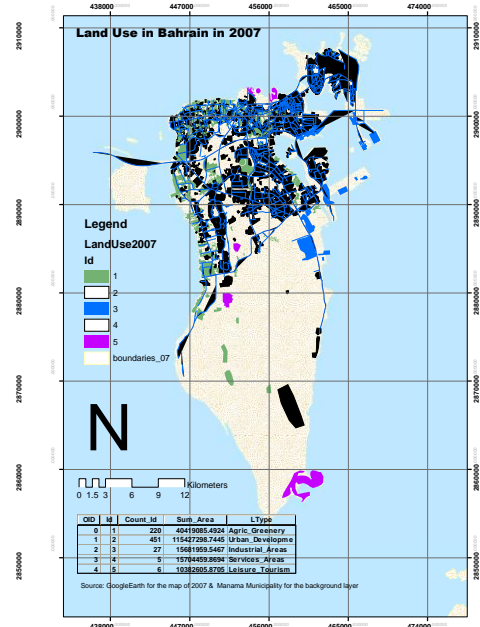 438000 447000 456000 465000 474000
Land Use in Bahrain in 2007
2910000
2900000
2890000
2880000
2870000
2860000
2850000
Legend
LandUse2007
Id
1
2
3
4
5
boundaries_07
N
Kilometers
0 1.5 3 6 9 12
OID Id Count_Id Sum_Area LType
0 1 220 40419085.4924 Agric_Greenery
1 2 451 115427298.7445 Urban_Developme
2 3 27 15681959.5467 Industrial_Areas
3 4 5 15704459.8694 Services_Areas
4 5 6 10382605.8705 Leisure_Tourism
Source: GoogleEarth for the map of 2007 & Manama Municipality for the background layer
438000 447000 456000 465000 474000